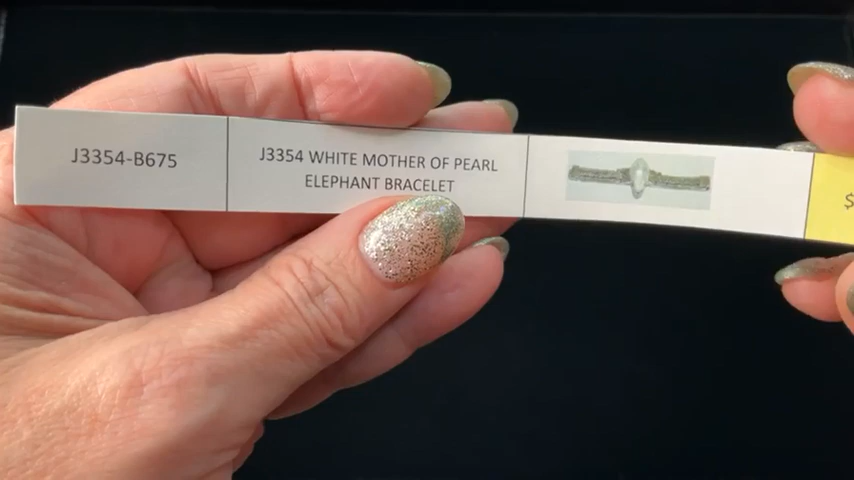 J3354-B675
J3354 WHITE MOTHER OF PEARL
ELEPHANT BRACELET
$